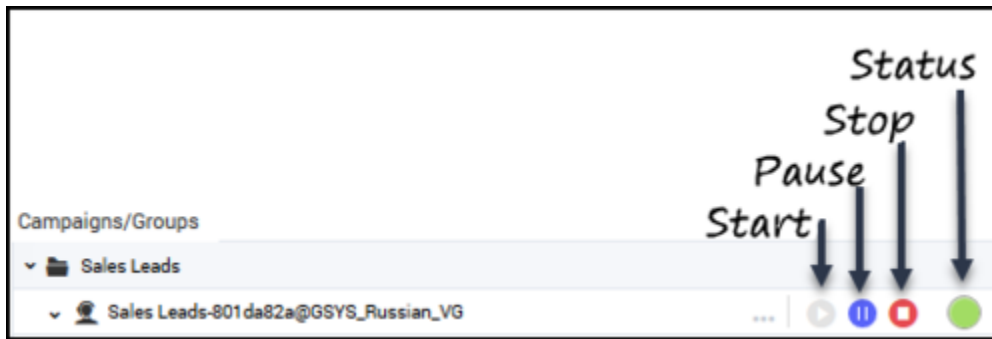 Status
Stop
Pause
Start
Campaigns/Groups
Sales Leads
Sales Leads-801da82a@GSYS_Russian_VG
...